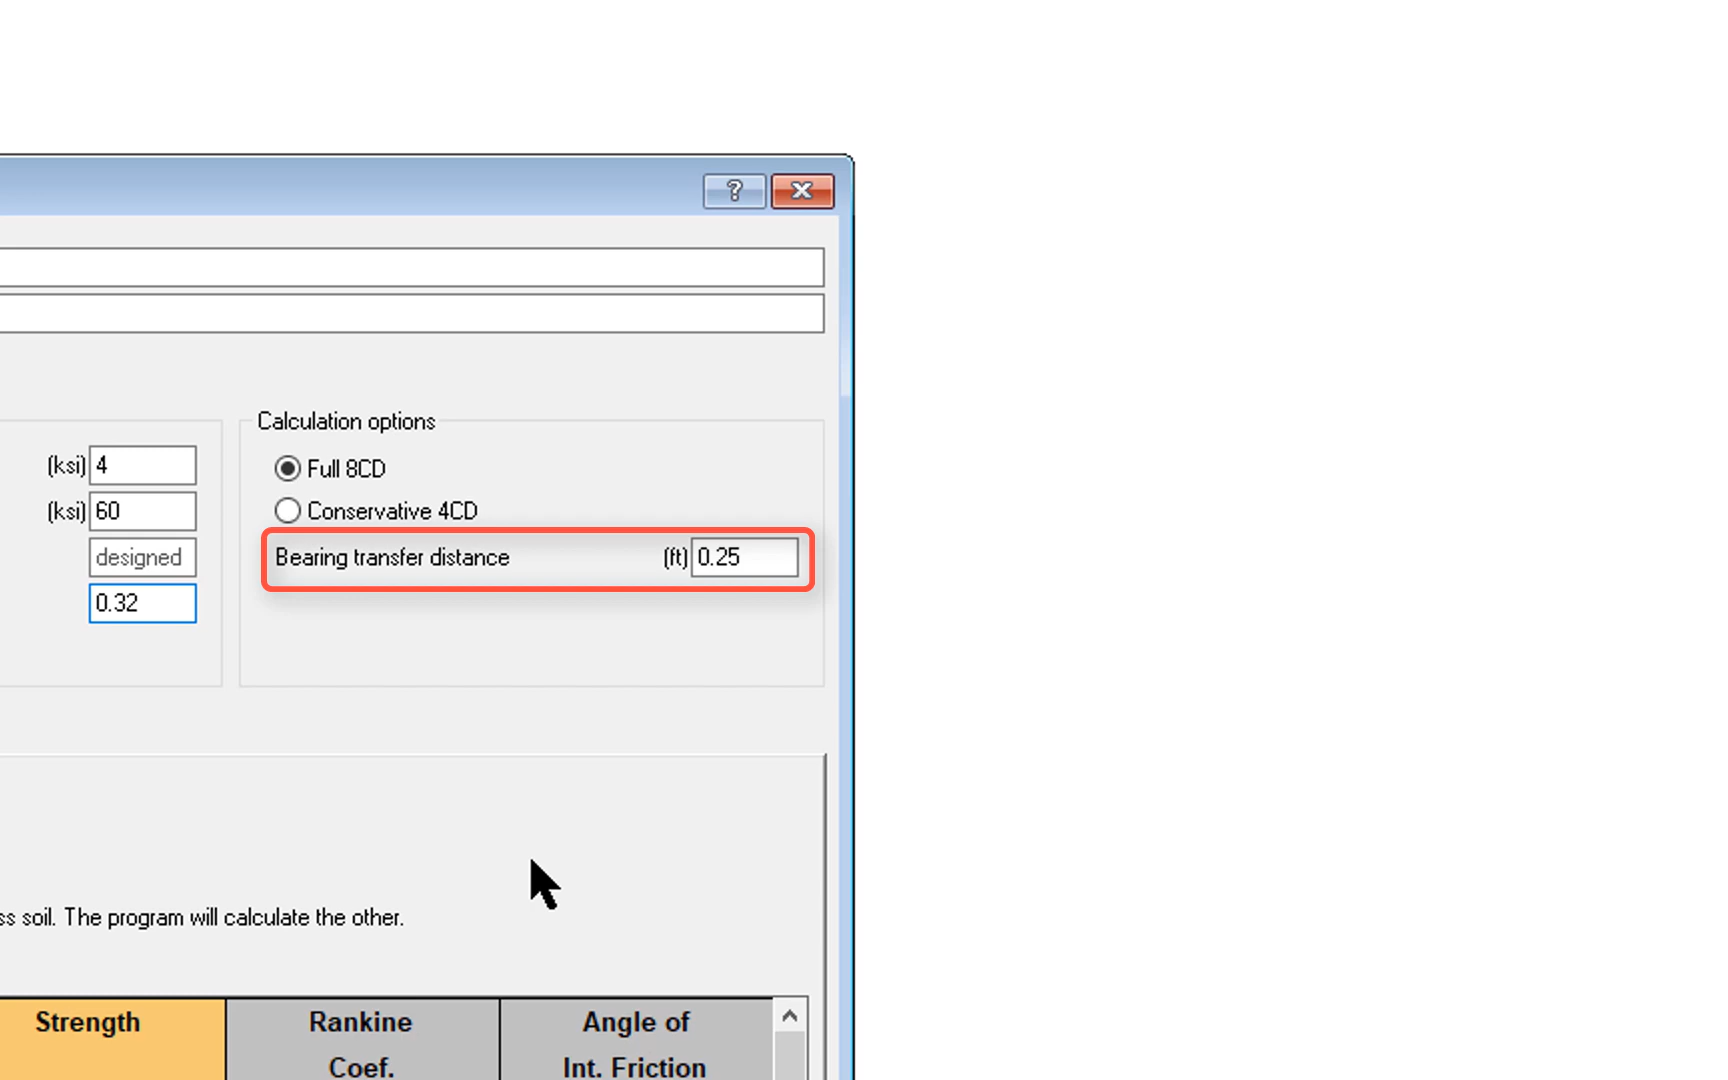 ?
Calculation options
(ksi) 4
Full 8CD
(ksi) 60
Conservative 4CD
designed
Bearing transfer distance (ft) 0.25
0.32
ss soil. The program will calculate the other.
Strength
Rankine
Coef.
Angle of
Int. Friction